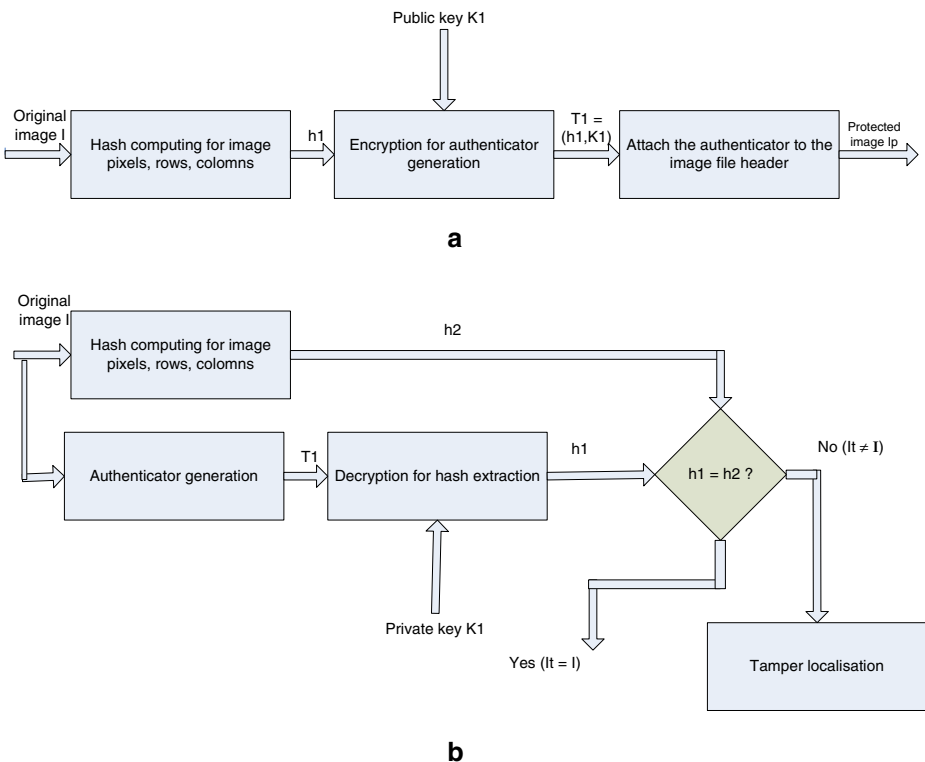 Public key K1
Original
image I
Hash computing for image
pixels, rows, colomns
h1
Encryption for authenticator
generation
T1 =
(h1,K1)
Attach the authenticator to the
image file header
Protected
image Ip
a
Original
image I
Hash computing for image
pixels, rows, colomns
h2
Authenticator generation
T1
Decryption for hash extraction
h1
h1 = h2 ?
No (It ≠ I)
Private key K1
Yes (It = I)
Tamper localisation
b